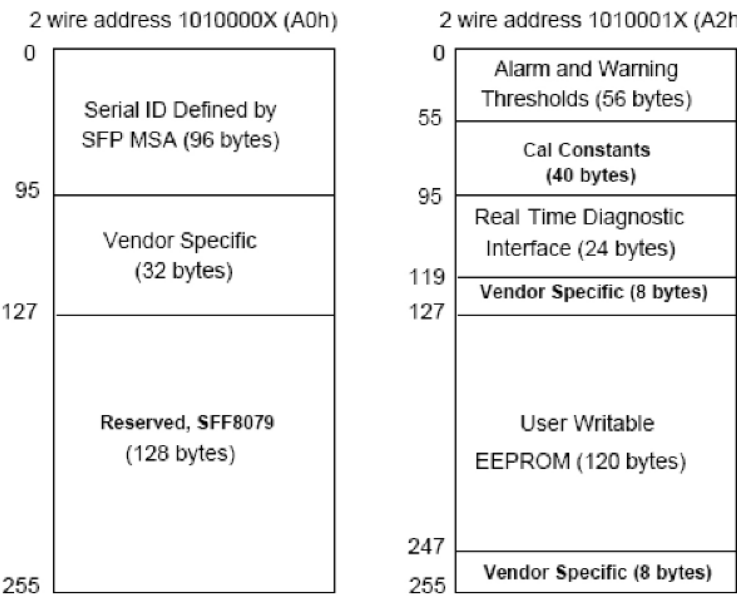 2 wire address 1010000X (A0h)
0
Serial ID Defined by
SFP MSA (96 bytes)
95
Vendor Specific
(32 bytes)
127
Reserved, SFF8079
(128 bytes)
255
2 wire address 1010001X (A2h
0
Alarm and Warning
Thresholds (56 bytes)
55
Cal Constants
(40 bytes)
95
Real Time Diagnostic
Interface (24 bytes)
119
Vendor Specific (8 bytes)
127
User Writable
EEPROM (120 bytes)
247
Vendor Specific (8 bytes)
255